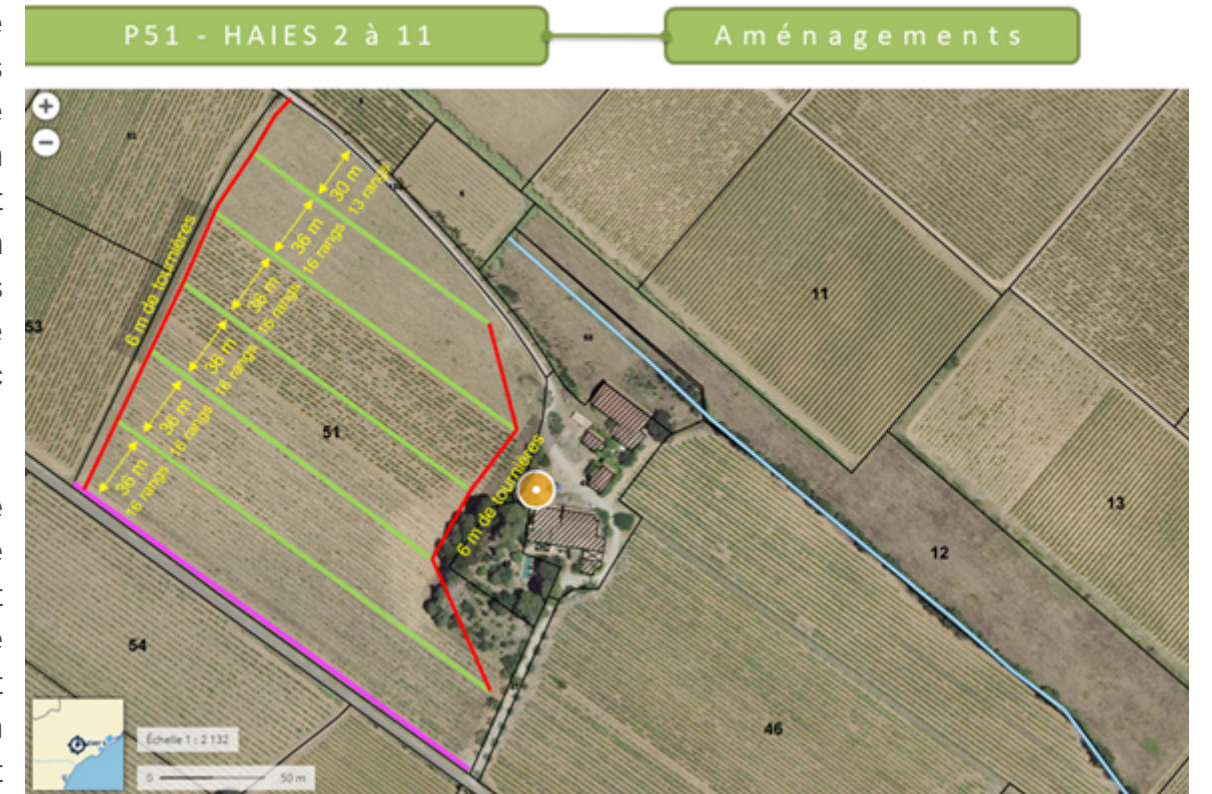 P51 - HAIES 2 à 11
Aménagements
30 m
13 rangs
36 m
16 rangs
36 m
16 rangs
36 m
16 rangs
36 m
16 rangs
36 m
16 rangs
6 m de tournières
6 m de tournières
53
51
11
13
12
54
46
Échelle 1 : 2 132
0
50 m